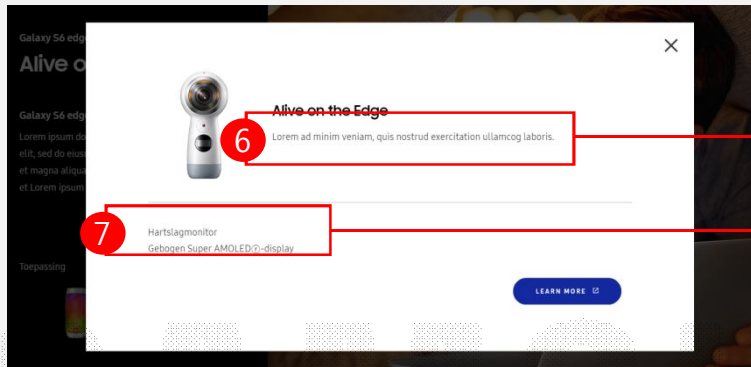 Galaxy S6 edg
Alive o
Galaxy S6 edg
Lorem ipsum do
elit, sed do eius
et magna aliqua
et Lorem ipsum
Toepassing
Alive on the Edge
6
Lorem ad minim veniam, quis nostrud exercitation ullamcog laboris.
7
Hartslagmonitor
Gebogen Super AMOLEDⓡ-display
LEARN MORE